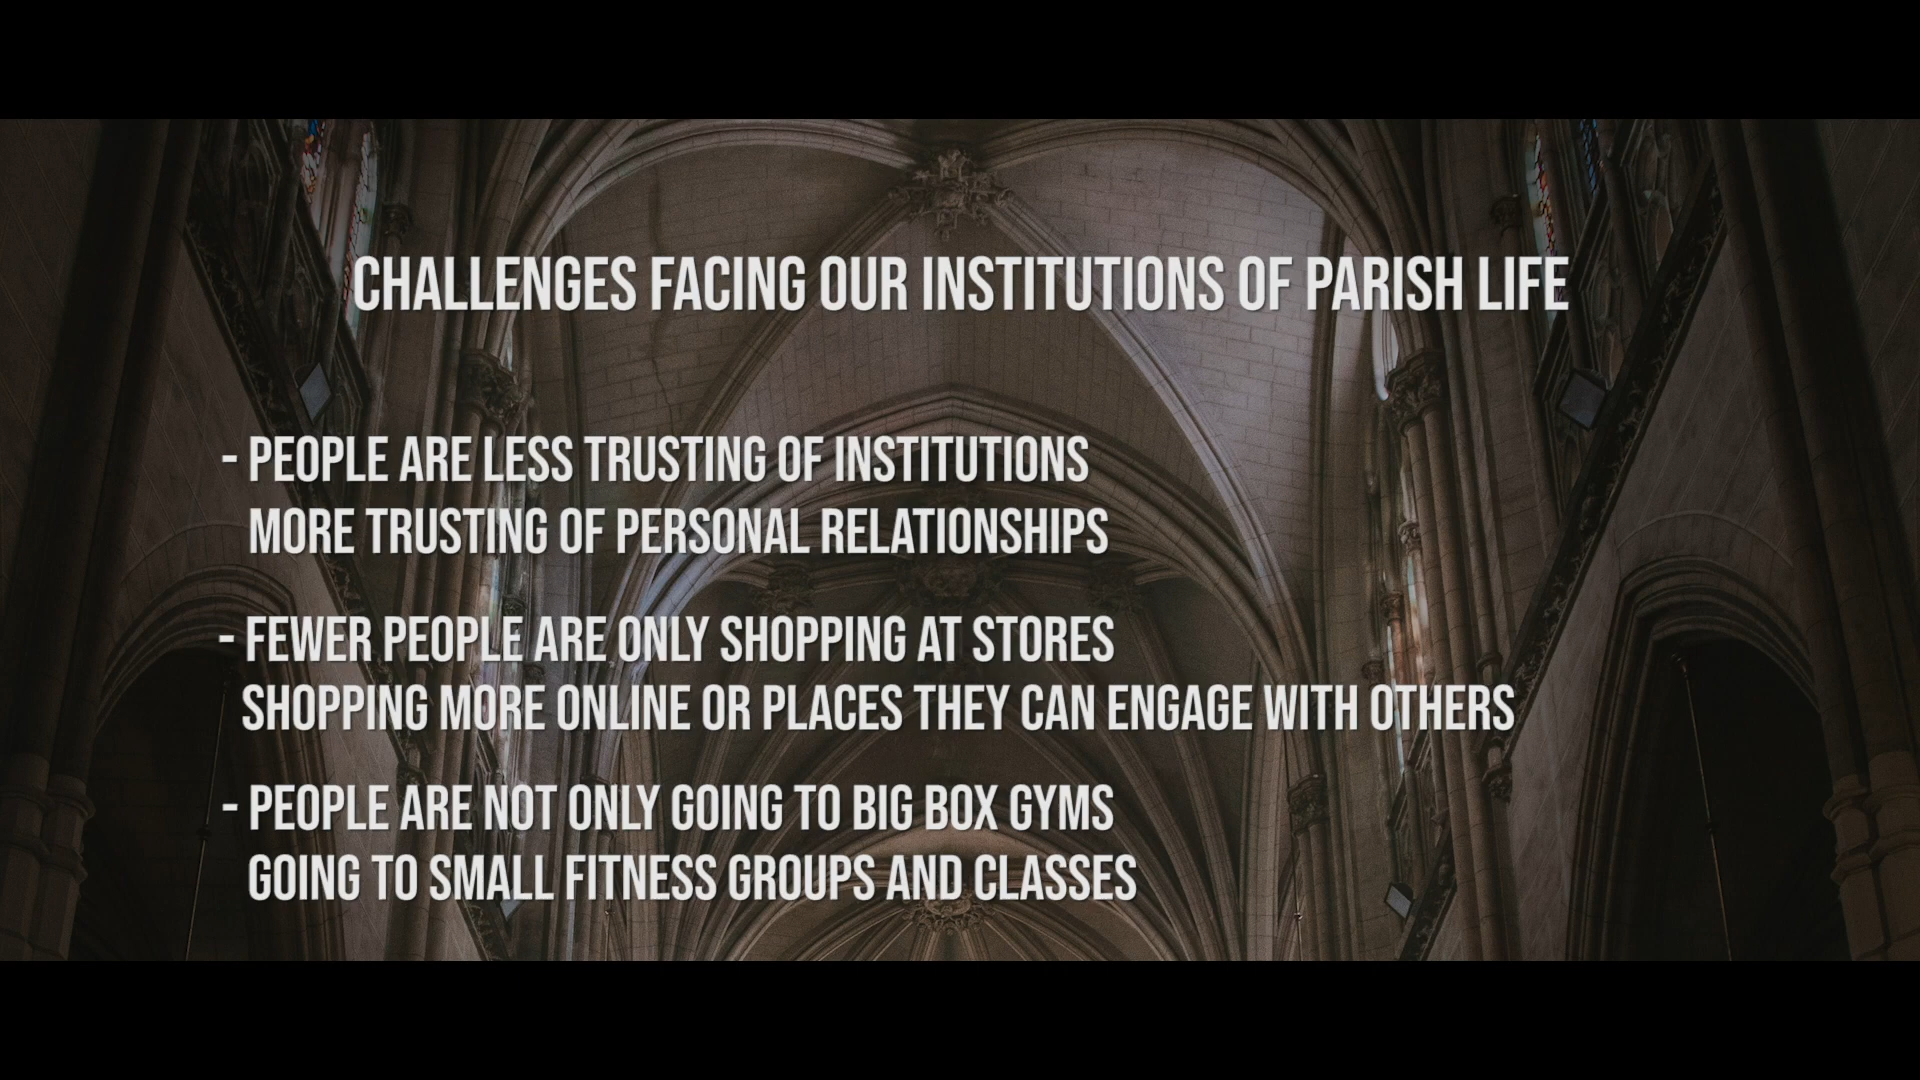 CHALLENGES FACING OUR INSTITUTIONS OF PARISH LIFE
- PEOPLE ARE LESS TRUSTING OF INSTITUTIONS
MORE TRUSTING OF PERSONAL RELATIONSHIPS
- FEWER PEOPLE ARE ONLY SHOPPING AT STORES
SHOPPING MORE ONLINE OR PLACES THEY CAN ENGAGE WITH OTHERS
- PEOPLE ARE NOT ONLY GOING TO BIG BOX GYMS
GOING TO SMALL FITNESS GROUPS AND CLASSES